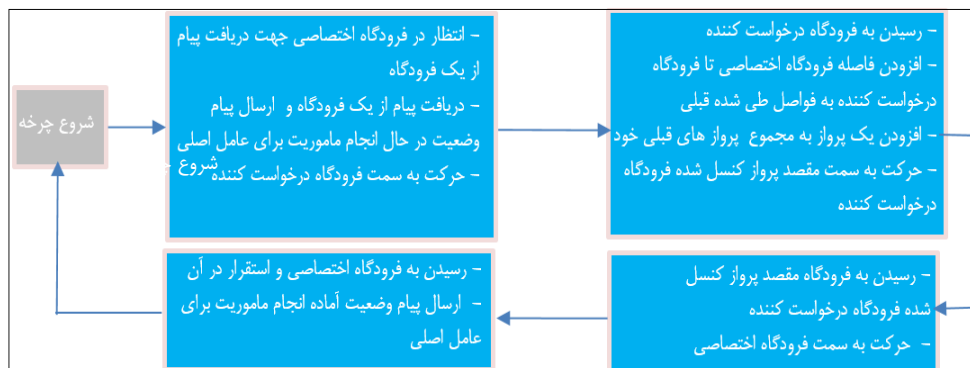 شروع چرخه
– انتظار در فرودگاه اختصاصی جهت دریافت پیام
از یک فرودگاه
– دریافت پیام از یک فرودگاه و ارسال پیام
وضعیت در حال انجام ماموریت برای عامل اصلی
– حرکت به سمت فرودگاه درخواست کننده
شروع
– رسیدن به فرودگاه درخواست کننده
– افزودن فاصله فرودگاه اختصاصی تا فرودگاه
درخواست کننده به فواصل طی شده قبلی
– افزودن یک پرواز به مجموع پرواز های قبلی خود
– حرکت به سمت مقصد پرواز کنسل شده فرودگاه
درخواست کننده
– رسیدن به فرودگاه مقصد پرواز کنسل
شده فرودگاه درخواست کننده
– حرکت به سمت فرودگاه اختصاصی
– رسیدن به فرودگاه اختصاصی و استقرار در آن
– ارسال پیام وضعیت آماده انجام ماموریت برای
عامل اصلی